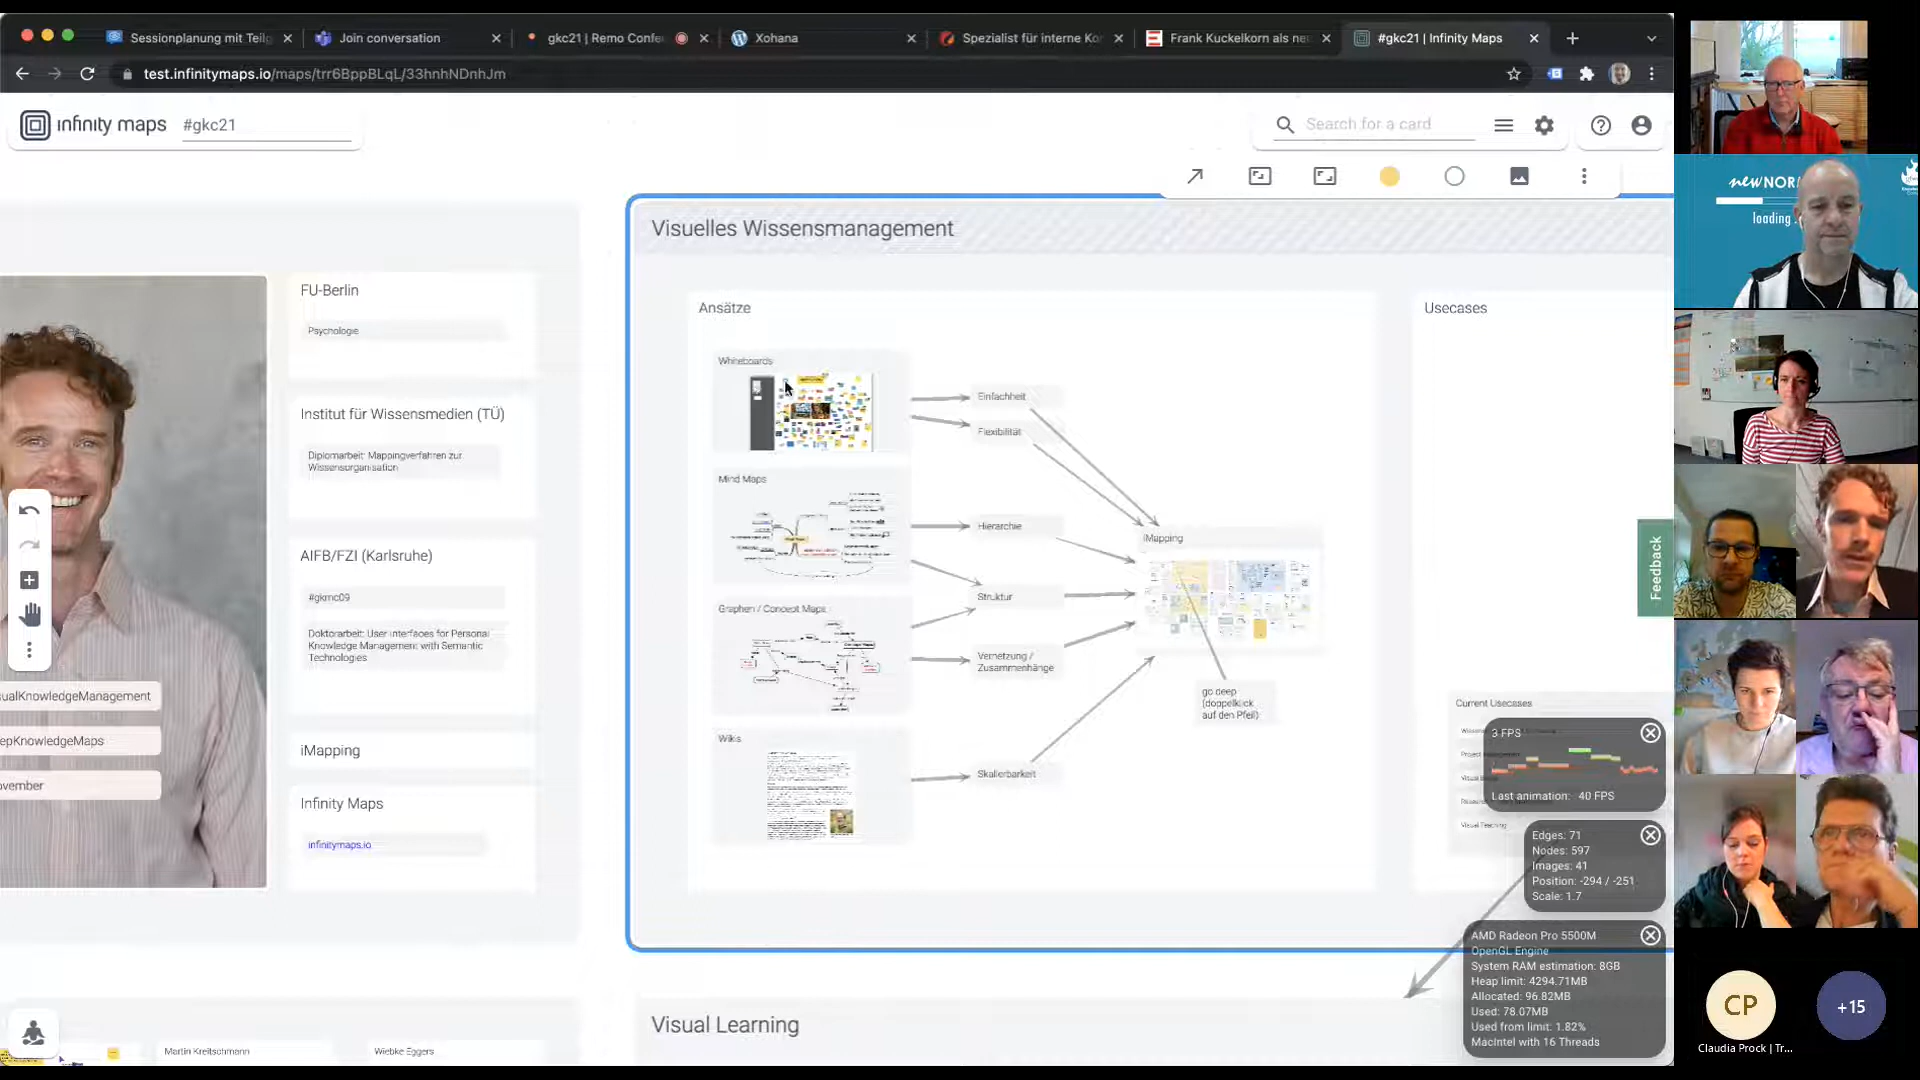 Sessionplanung mit Teilg
Join conversation
gkc21 | Remo Confe
Xohana
Spezialist für interne Ko
Frank Kuckelkorn als ne
#gkc21 | Infinity Maps
test.infinitymaps.io/maps/trr6BppBLqL/33hnhNDnhJm
infinity maps
#gkc21
Search for a card
FU-Berlin
Psychologie
Institut für Wissensmedien (TÜ)
Diplomarbeit: Mappingverfahren zur
Wissensorganisation
AIFB/FZI (Karlsruhe)
#gkmc09
Doktorarbeit: User interfaces for Personal
Knowledge Management with Semantic
Technologies
ualKnowledgeManagement
epKnowledgeMaps
ovember
iMapping
Infinity Maps
infinitymaps.io
Martin Kreitschmann
Wiebke Eggers
Visuelles Wissensmanagement
Ansätze
Whiteboards
Mind Maps
Graphen / Concept Maps
Wikis
Einfachheit
Flexibilität
Hierarchie
Struktur
Vernetzung /
Zusammenhänge
Skalierbarkeit
iMapping
go deep
(doppelklick
auf den Pfeil)
Usecases
Current Usecases
Visual Teaching
Feedback
3 FPS
Last animation: 40 FPS
Edges: 71
Nodes: 597
Images: 41
Position: -294 / -251
Scale: 1.7
AMD Radeon Pro 5500M
OpenGL Engine
System RAM estimation: 8GB
Heap limit: 4294.71MB
Allocated: 96.82MB
Used: 78.07MB
Used from limit: 1.82%
MacIntel with 16 Threads
Visual Learning
newNOR
loading
CP
+15
Claudia Prock | Tr...